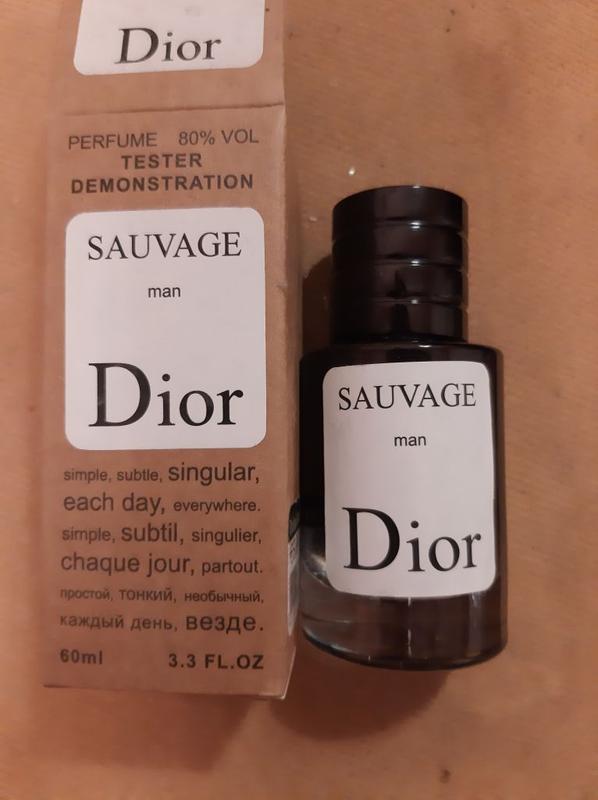 Dior
PERFUME 80% VOL
TESTER
DEMONSTRATION
SAUVAGE
man
Dior
simple, subtle, singular,
each day, everywhere.
simple, subtil, singulier,
chaque jour, partout.
простой, тонкий, необычный,
каждый день, везде.
60ml 3.3 FL.OZ
SAUVAGE
man
Dior